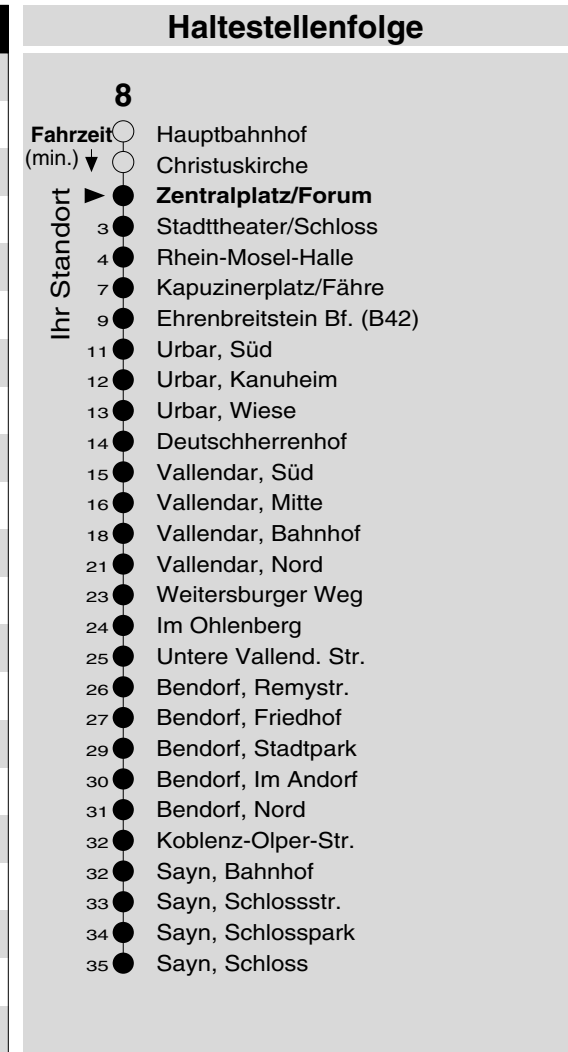 Haltestellenfolge
8
Fahrzeit Hauptbahnhof
(min.) Christuskirche
Ihr Standort
Zentralplatz/Forum
3 Stadttheater/Schloss
4 Rhein-Mosel-Halle
7 Kapuzinerplatz/Fähre
9 Ehrenbreitstein Bf. (B42)
11 Urbar, Süd
12 Urbar, Kanuheim
13 Urbar, Wiese
14 Deutschherrenhof
15 Vallendar, Süd
16 Vallendar, Mitte
18 Vallendar, Bahnhof
21 Vallendar, Nord
23 Weitersburger Weg
24 Im Ohlenberg
25 Untere Vallend. Str.
26 Bendorf, Remystr.
27 Bendorf, Friedhof
29 Bendorf, Stadtpark
30 Bendorf, Im Andorf
31 Bendorf, Nord
32 Koblenz-Olper-Str.
32 Sayn, Bahnhof
33 Sayn, Schlossstr.
34 Sayn, Schlosspark
35 Sayn, Schloss